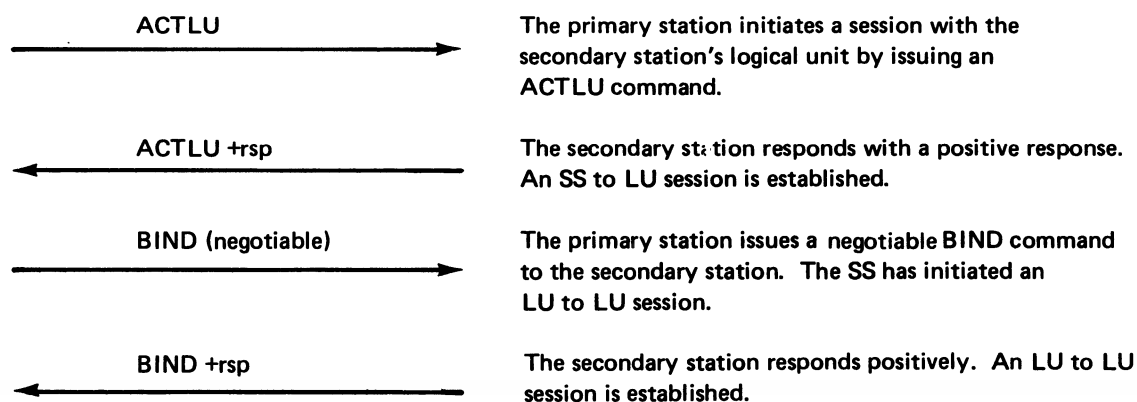 ACTLU
The primary station initiates a session with the
secondary station's logical unit by issuing an
ACTLU command.
ACTLU +rsp
The secondary station responds with a positive response.
An SS to LU session is established.
BIND (negotiable)
The primary station issues a negotiable BIND command
to the secondary station. The SS has initiated an
LU to LU session.
BIND +rsp
The secondary station responds positively. An LU to LU
session is established.